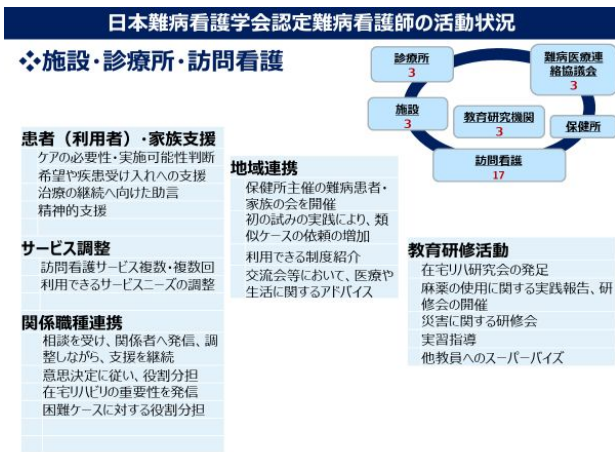 日本難病看護学会認定難病看護師の活動状況
❖施設・診療所・訪問看護
診療所
3
難病医療連
絡協議会
3
施設
3
教育研究機関
3
保健所
訪問看護
17
患者（利用者）・家族支援
ケアの必要性・実施可能性判断
希望や疾患受け入れへの支援
治療の継続へ向けた助言
精神的支援
サービス調整
訪問看護サービス複数・複数回
利用できるサービスニーズの調整
関係職種連携
相談を受け、関係者へ発信、調
整しながら、支援を継続
意思決定に従い、役割分担
在宅リハビリの重要性を発信
困難ケースに対する役割分担
地域連携
保健所主催の難病患者・
家族の会を開催
初の試みの実践により、類
似ケースの依頼の増加
利用できる制度紹介
交流会等において、医療や
生活に関するアドバイス
教育研修活動
在宅リハ研究会の発足
麻薬の使用に関する実践報告、研
修会の開催
災害に関する研修会
実習指導
他教員へのスーパーバイズ